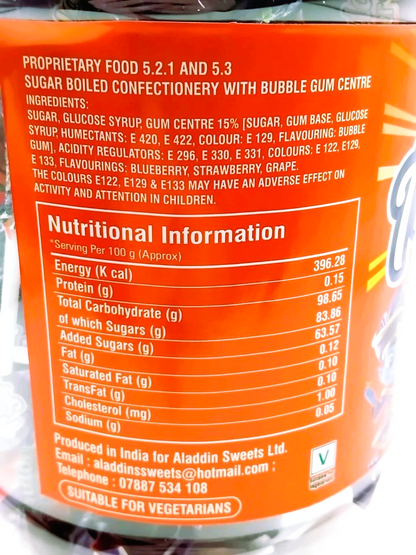 PROPRIETARY FOOD 5.2.1 AND 5.3
SUGAR BOILED CONFECTIONERY WITH BUBBLE GUM CENTRE
INGREDIENTS:
SUGAR, GLUCOSE SYRUP, GUM CENTRE 15% [SUGAR, GUM BASE, GLUCOSE
SYRUP, HUMECTANTS: E 420, E 422, COLOUR: E 129, FLAVOURING: BUBBLE
GUM], ACIDITY REGULATORS: E 296, E 330, E 331, COLOURS: E 122, E129,
E 133, FLAVOURINGS: BLUEBERRY, STRAWBERRY, GRAPE.
THE COLOURS E122, E129 & E133 MAY HAVE AN ADVERSE EFFECT ON
ACTIVITY AND ATTENTION IN CHILDREN.
Nutritional Information
*Serving Per 100 g (Approx)
Energy (K cal) 396.28
Protein (g) 0.15
Total Carbohydrate (g) 98.65
of which Sugars (g) 83.86
Added Sugars (g) 63.57
Fat (g) 0.12
Saturated Fat (g) 0.10
TransFat (g) 0.10
Cholesterol (mg) 1.00
Sodium (g) 0.05
Produced in India for Aladdin Sweets Ltd.
Email : aladdinssweets@hotmail.com ;
Telephone : 07887 534 108
SUITABLE FOR VEGETARIANS
V